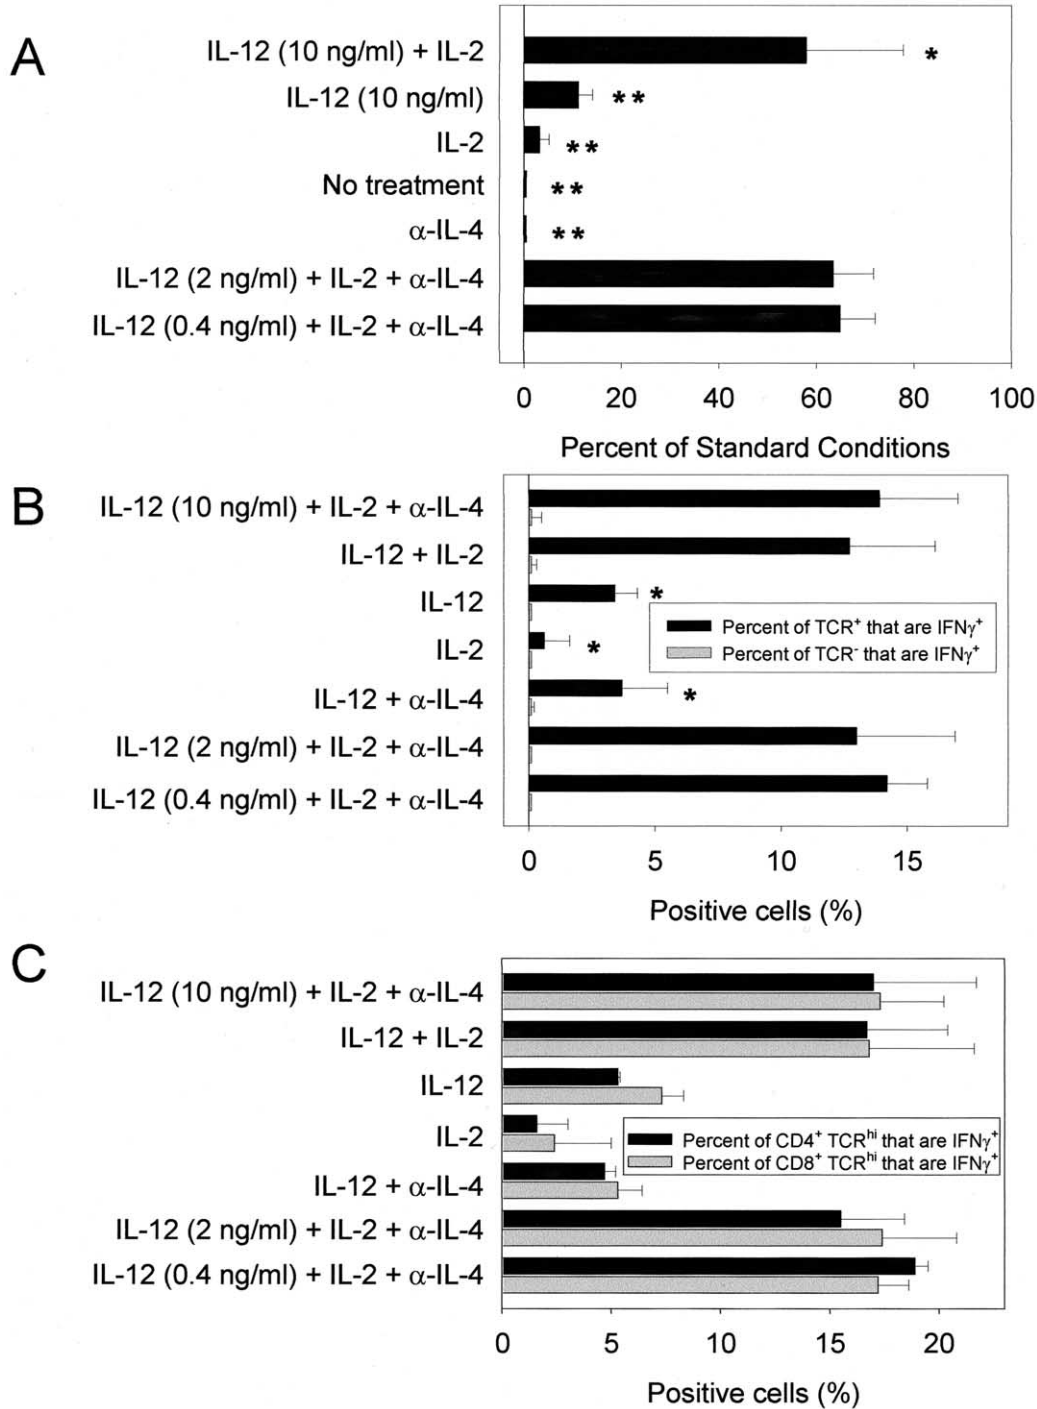 A
IL-12 (10 ng/ml) + IL-2
*
IL-12 (10 ng/ml)
**
IL-2
**
No treatment
**
α-IL-4
**
IL-12 (2 ng/ml) + IL-2 + α-IL-4
IL-12 (0.4 ng/ml) + IL-2 + α-IL-4
0 20 40 60 80 100
Percent of Standard Conditions
B
IL-12 (10 ng/ml) + IL-2 + α-IL-4
IL-12 + IL-2
IL-12
*
Percent of TCR⁺ that are IFNγ⁺
IL-2
*
Percent of TCR⁻ that are IFNγ⁺
IL-12 + α-IL-4
*
IL-12 (2 ng/ml) + IL-2 + α-IL-4
IL-12 (0.4 ng/ml) + IL-2 + α-IL-4
0 5 10 15
Positive cells (%)
C
IL-12 (10 ng/ml) + IL-2 + α-IL-4
IL-12 + IL-2
IL-12
IL-2
Percent of CD4⁺ TCRʰⁱ that are IFNγ⁺
Percent of CD8⁺ TCRʰⁱ that are IFNγ⁺
IL-12 + α-IL-4
IL-12 (2 ng/ml) + IL-2 + α-IL-4
IL-12 (0.4 ng/ml) + IL-2 + α-IL-4
0 5 10 15 20
Positive cells (%)